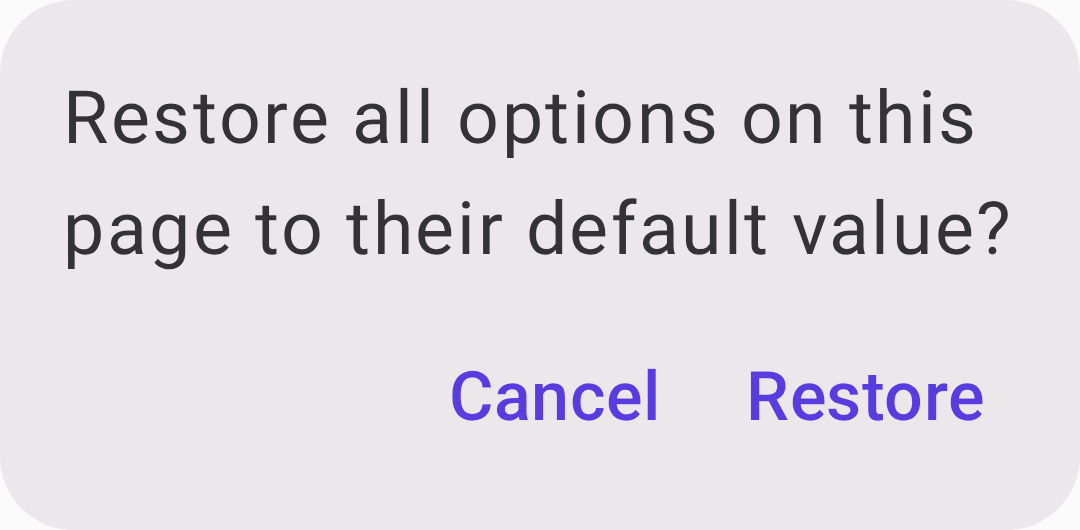 Restore all options on this
page to their default value?
Cancel Restore